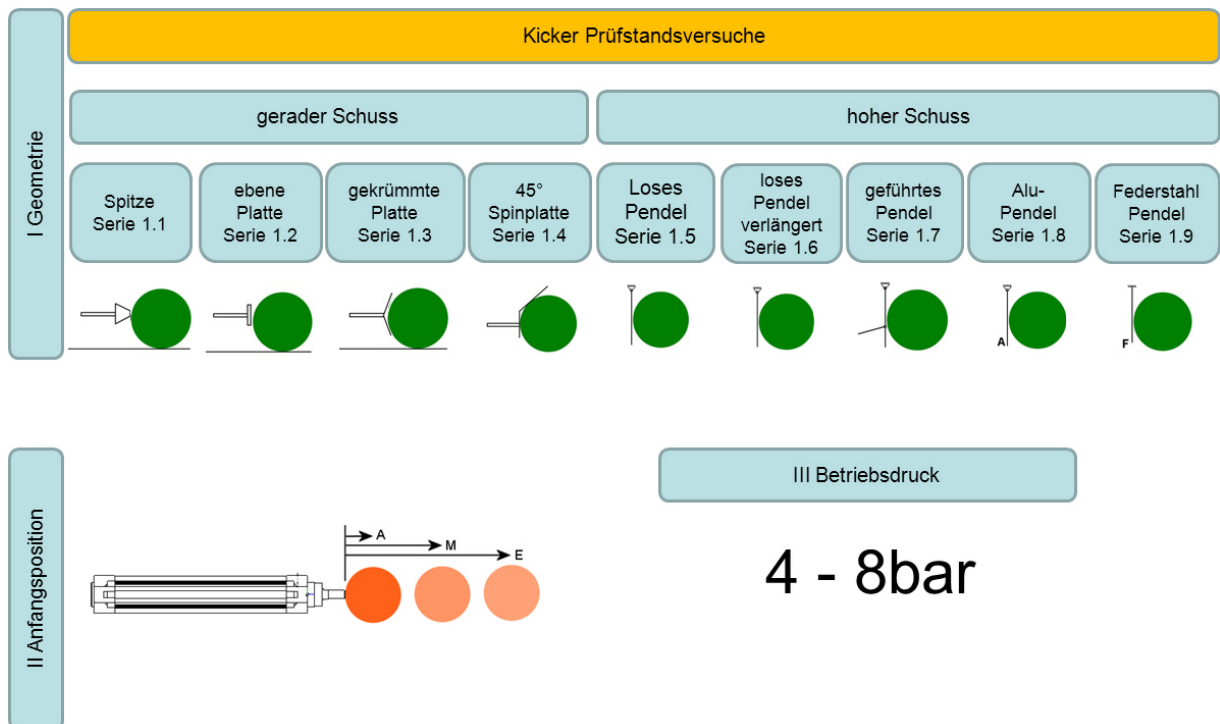 Kicker Prüfstandsversuche
I Geometrie
gerader Schuss
hoher Schuss
Spitze
Serie 1.1
ebene
Platte
Serie 1.2
gekrümmte
Platte
Serie 1.3
45°
Spinplatte
Serie 1.4
Loses
Pendel
Serie 1.5
loses
Pendel
verlängert
Serie 1.6
geführtes
Pendel
Serie 1.7
Alu-
Pendel
Serie 1.8
Federstahl
Pendel
Serie 1.9
A
F
II Anfangsposition
III Betriebsdruck
A
M
E
4 - 8bar